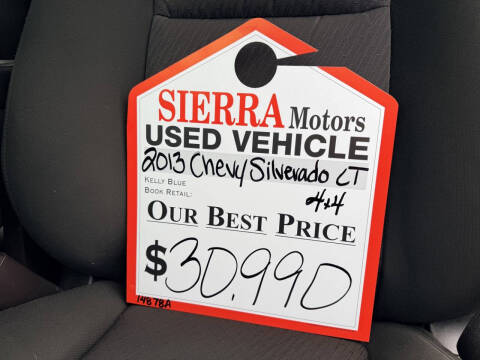 SIERRA Motors
USED VEHICLE
2013 Chevy Silverado LT
KELLY BLUE
BOOK RETAIL:
4x4
OUR BEST PRICE
$30,990
14878A